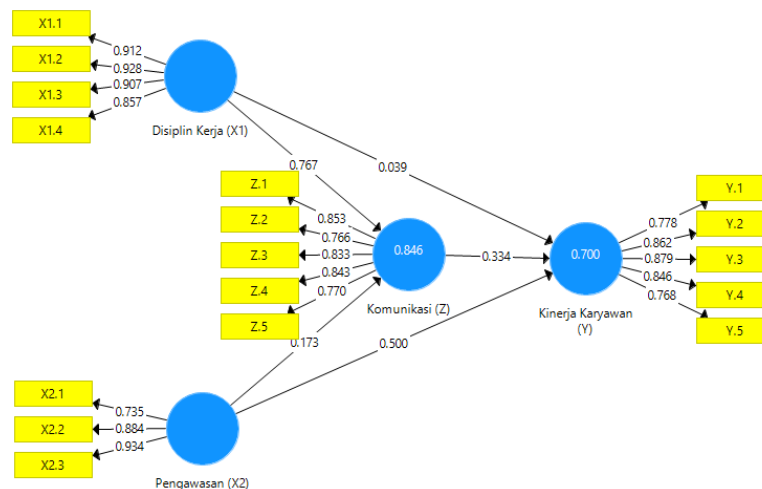 X1.1
0.912
X1.2
0.928
X1.3
0.907
X1.4
0.857
Disiplin Kerja (X1)
0.767
0.039
Z.1
0.853
Z.2
0.766
Z.3
0.833
Z.4
0.843
Z.5
0.770
0.846
Komunikasi (Z)
0.334
0.700
Kinerja Karyawan
(Y)
Y.1
0.778
Y.2
0.862
Y.3
0.879
Y.4
0.846
Y.5
0.768
0.173
0.500
X2.1
0.735
X2.2
0.884
X2.3
0.934
Pengawasan (X2)